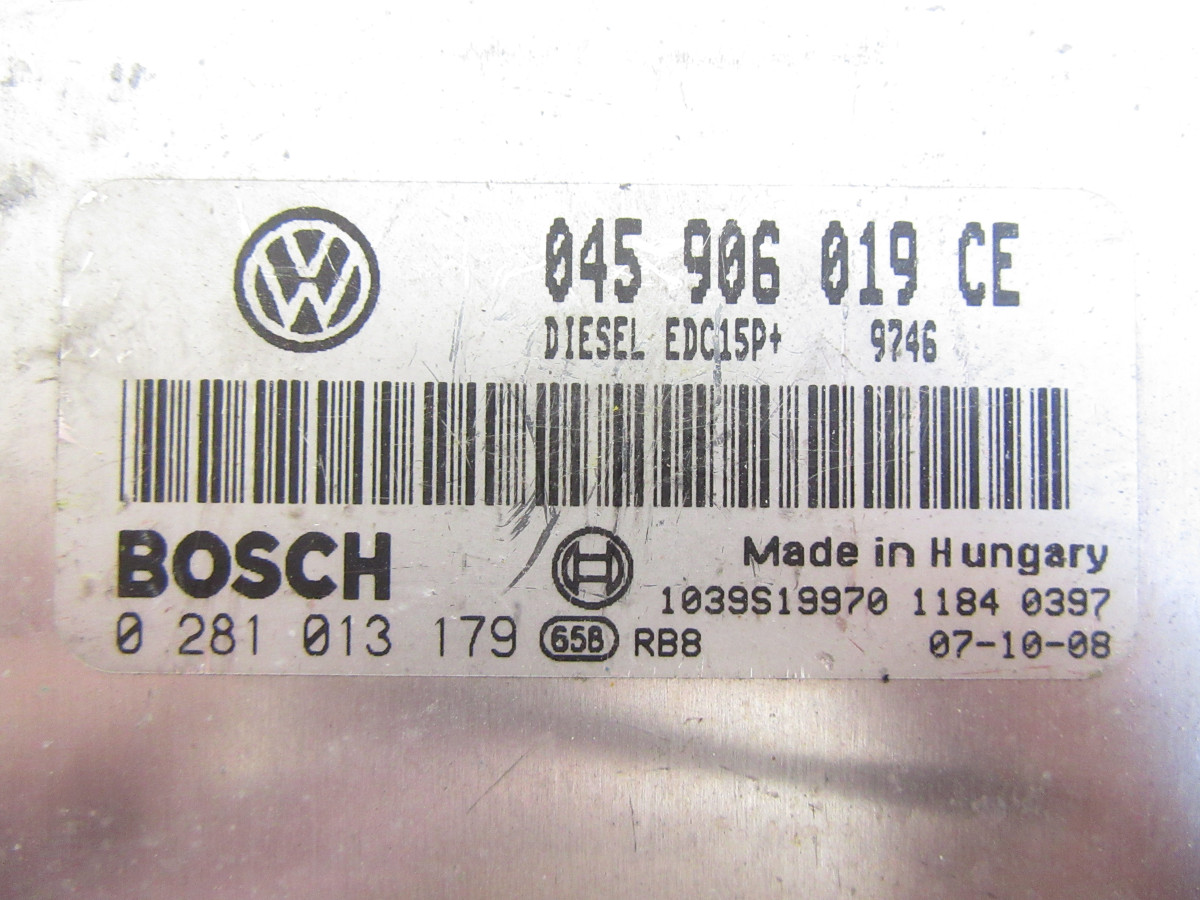 045 906 019 CE
DIESEL EDC15P+ 9746
BOSCH
Made in Hungary
1039S19970 1184 0397
0 281 013 179 65B RB8 07-10-08